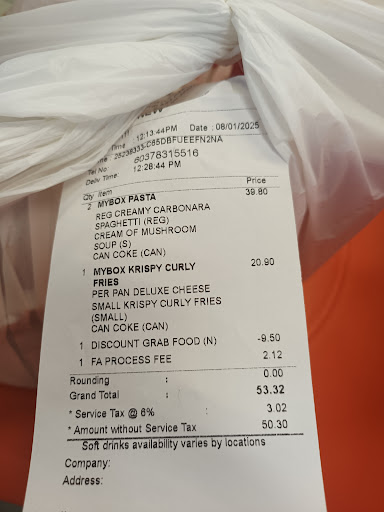 Time 12:13:44PM Date : 08/01/2025
25238333-C65DBFUEEFN2NA
Tel No 60378315516
Deliv Time 12:28:44 PM
Qty Item Price
2 MYBOX PASTA 39.80
REG CREAMY CARBONARA
SPAGHETTI (REG)
CREAM OF MUSHROOM
SOUP (S)
CAN COKE (CAN)
1 MYBOX KRISPY CURLY 20.90
FRIES
PER PAN DELUXE CHEESE
SMALL KRISPY CURLY FRIES
(SMALL)
CAN COKE (CAN)
1 DISCOUNT GRAB FOOD (N) -9.50
1 FA PROCESS FEE 2.12
Rounding : 0.00
Grand Total : 53.32
* Service Tax @ 6% : 3.02
* Amount without Service Tax 50.30
Soft drinks availability varies by locations
Company:
Address: